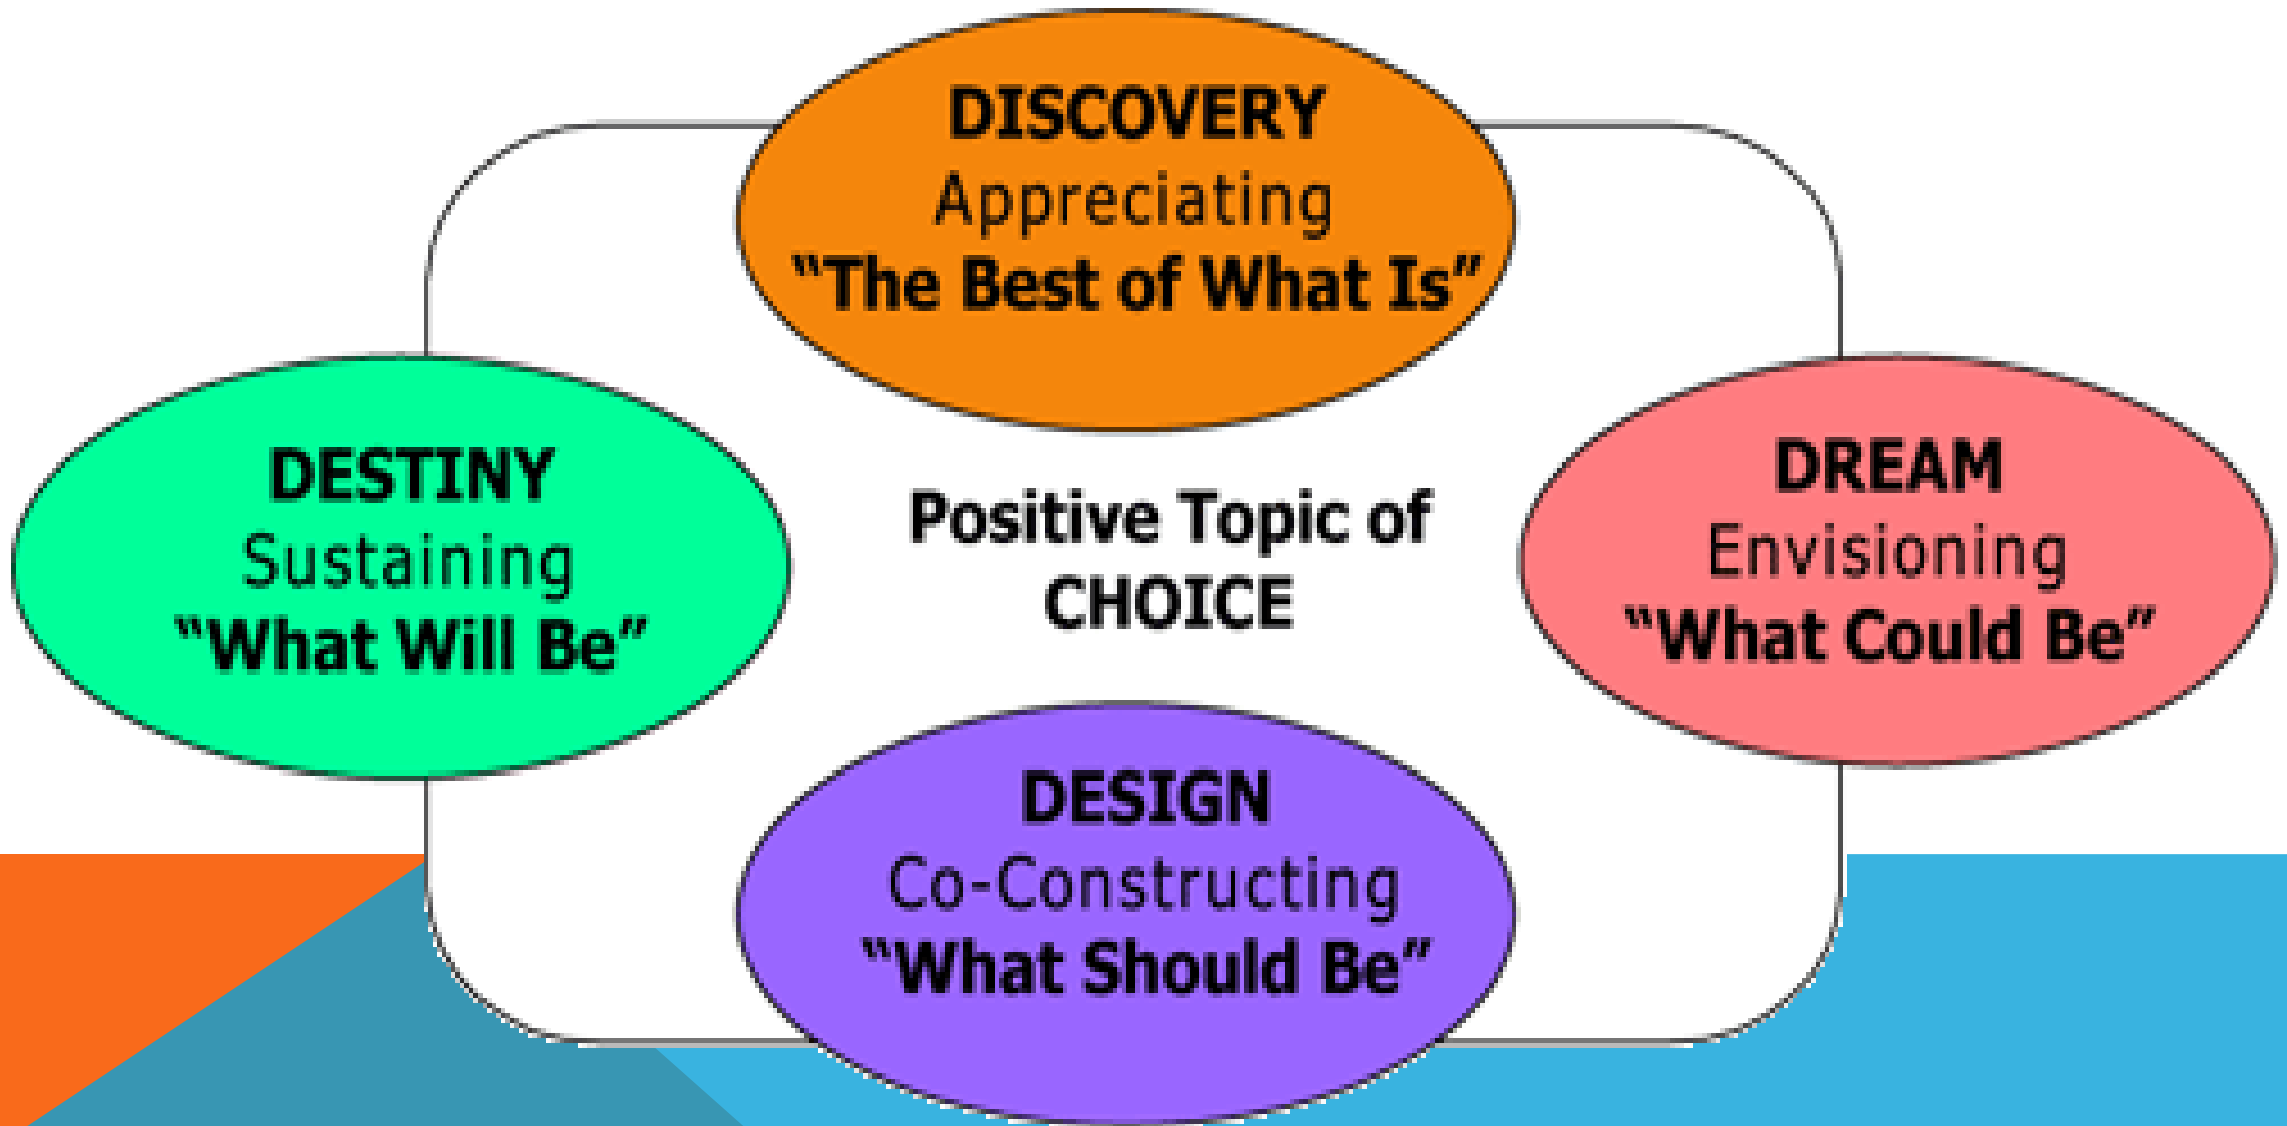 DISCOVERY
Appreciating
“The Best of What Is”
DESTINY
Sustaining
“What Will Be”
Positive Topic of
CHOICE
DREAM
Envisioning
“What Could Be”
DESIGN
Co-Constructing
“What Should Be”